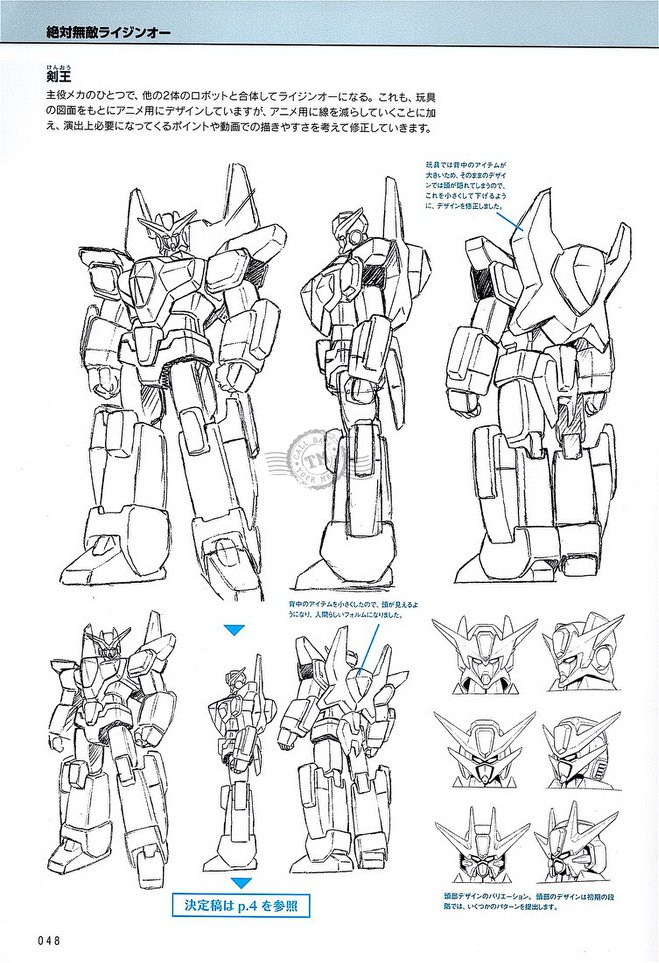 絶対無敵ライジンオー
けんおう
剣王
主役メカのひとつで、他の2体のロボットと合体してライジンオーになる。これも、玩具
の図面をもとにアニメ用にデザインしていますが、アニメ用に線を減らしていくことに加
え、演出上必要になってくるポイントや動画での描きやすさを考えて修正していきます。
玩具では背中のアイテムが
大きいため、そのままのデザイ
ンでは頭が隠れてしまうので、
これを小さくして下げるよう
に、デザインを修正しました。
CALL BACK
TM
YOUR
背中のアイテムを小さくしたので、頭が見えるよ
うになり、人間らしいフォルムになりました。
決定稿は p.4 を参照
頭部デザインのバリエーション。頭部のデザインは初期の段
階では、いくつかのパターンを提出します。
048